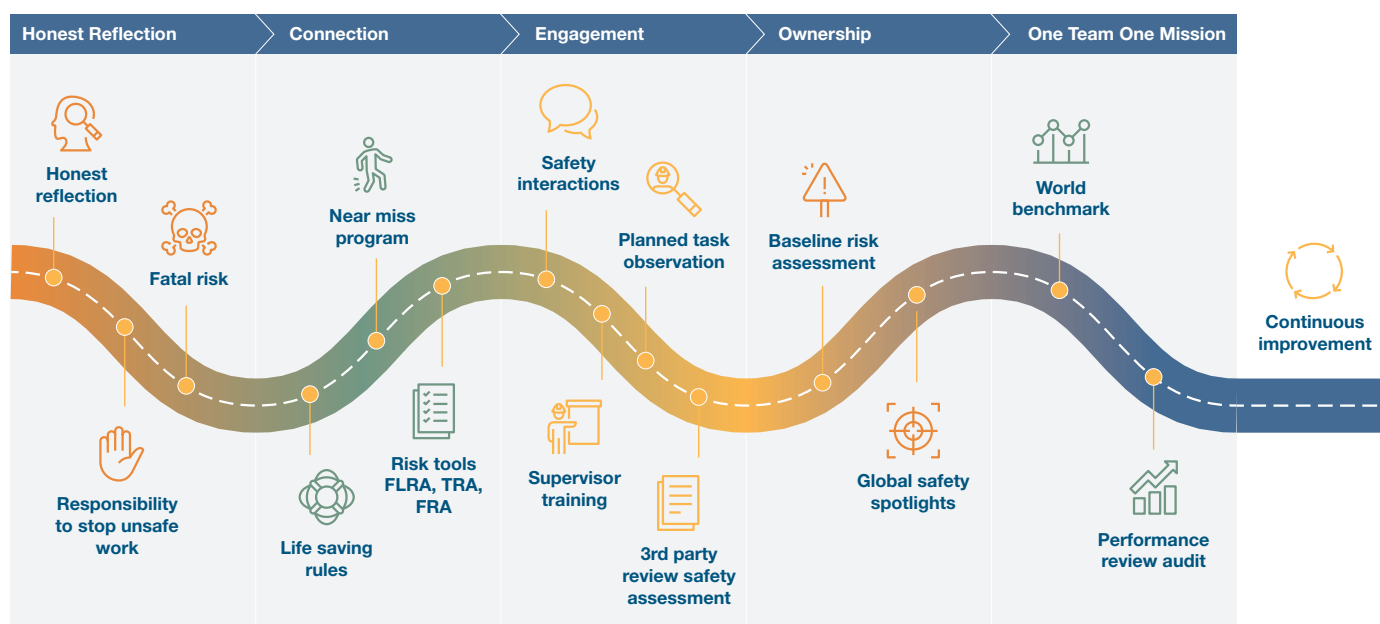 Honest Reflection
Connection
Engagement
Ownership
One Team One Mission
Honest
reflection
Responsibility
to stop unsafe
work
Fatal risk
Life saving
rules
Near miss
program
Risk tools
FLRA, TRA,
FRA
Safety
interactions
Supervisor
training
Planned task
observation
3rd party
review safety
assessment
Baseline risk
assessment
Global safety
spotlights
World
benchmark
Performance
review audit
Continuous
improvement